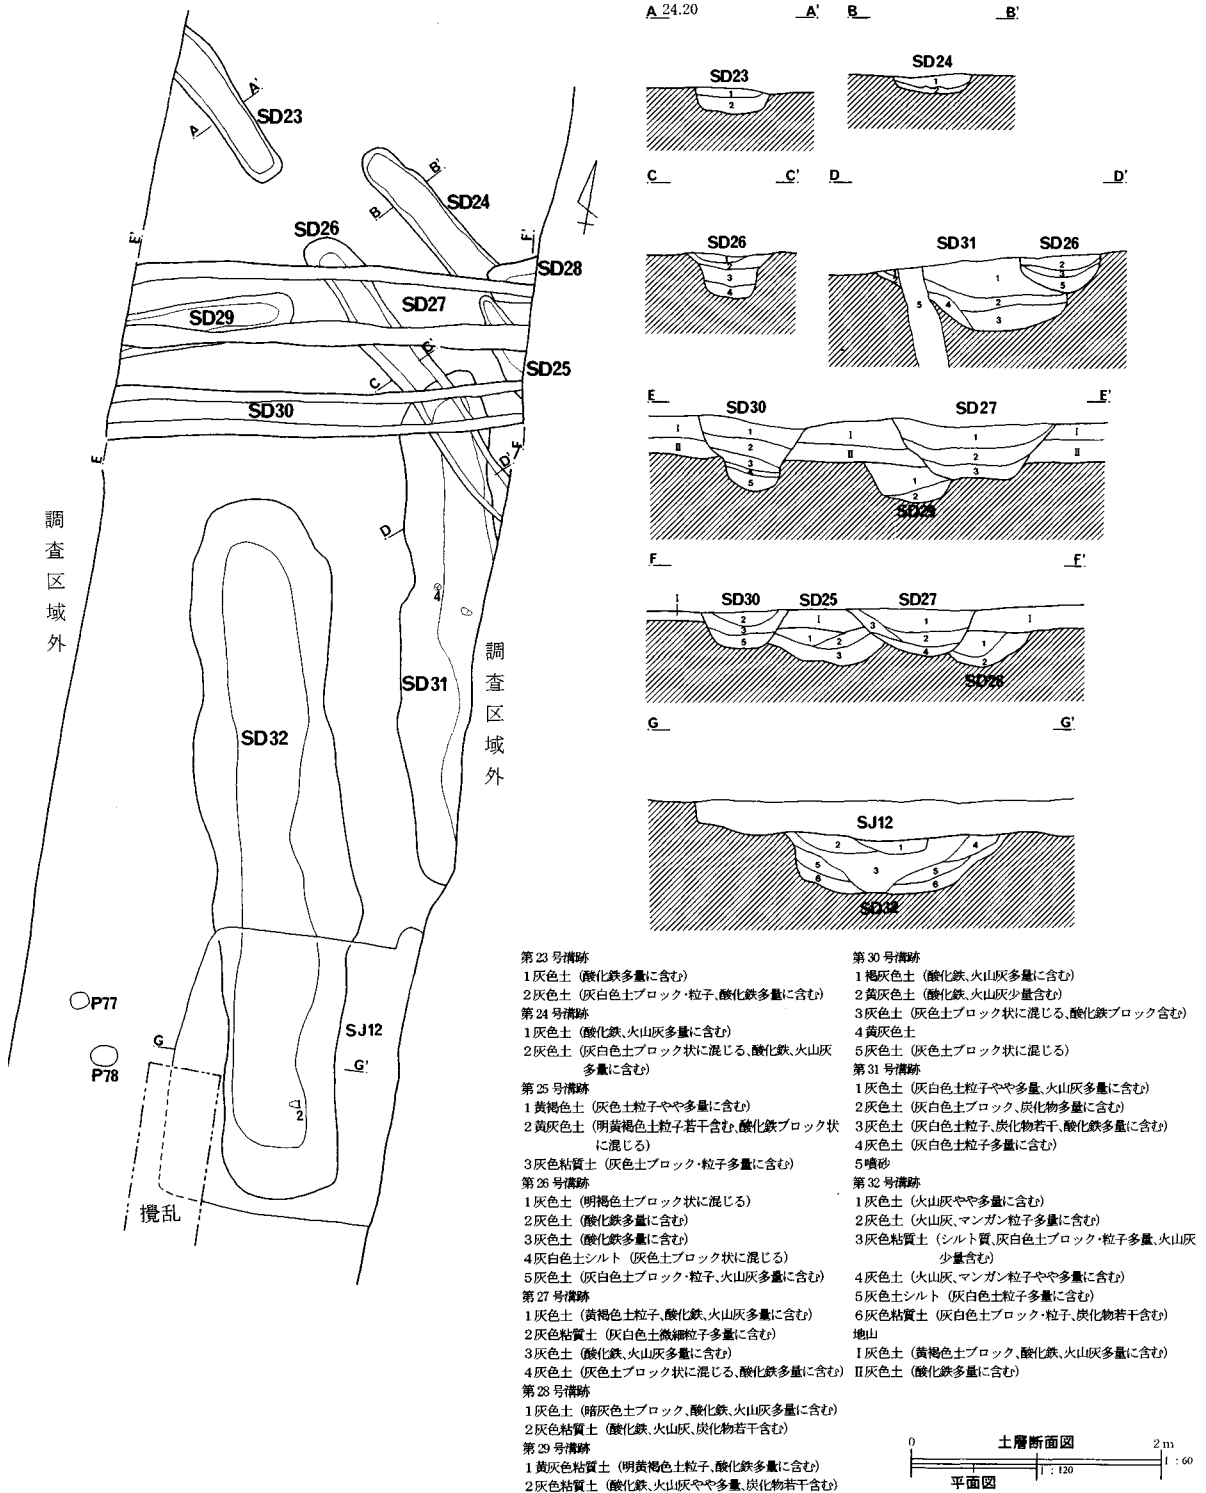 A 24.20 A' B B'
SD23 SD24
1
2
1
2
C C' D D'
SD26 SD31 SD26
E E'
SD30 SD27
SD29
F F'
SD30 SD25 SD27
SD28
G G'
SJ12
SD32
A'
SD23
A
B'
SD24
B
SD26
E'
F'
SD28
SD29
SD27
C'
C
SD25
SD30
E
F
D'
D
調査区域外
4
調査区域外
SD31
SD32
P77
SJ12
G
G'
P78
2
攪乱
第23号溝跡
1灰色土(酸化鉄多量に含む)
2灰色土(灰白色土ブロック・粒子、酸化鉄多量に含む)
第24号溝跡
1灰色土(酸化鉄、火山灰多量に含む)
2灰色土(灰白色土ブロック状に混じる、酸化鉄、火山灰
多量に含む)
第25号溝跡
1黄褐色土(灰色土粒子やや多量に含む)
2黄灰色土(明黄褐色土粒子若干含む、酸化鉄ブロック状
に混じる)
3灰色粘質土(灰色土ブロック・粒子多量に含む)
第26号溝跡
1灰色土(明褐色土ブロック状に混じる)
2灰色土(酸化鉄多量に含む)
3灰色土(酸化鉄多量に含む)
4灰白色土シルト(灰色土ブロック状に混じる)
5灰色土(灰白色土ブロック・粒子、火山灰多量に含む)
第27号溝跡
1灰色土(黄褐色土粒子、酸化鉄、火山灰多量に含む)
2灰色粘質土(灰白色土微細粒子多量に含む)
3灰色土(酸化鉄、火山灰多量に含む)
4灰色土(灰色土ブロック状に混じる、酸化鉄多量に含む)
第28号溝跡
1灰色土(暗灰色土ブロック、酸化鉄、火山灰多量に含む)
2灰色粘質土(酸化鉄、火山灰、炭化物若干含む)
第29号溝跡
1黄灰色粘質土(明黄褐色土粒子、酸化鉄多量に含む)
2灰色粘質土(酸化鉄、火山灰やや多量、炭化物若干含む)
第30号溝跡
1褐灰色土(酸化鉄、火山灰多量に含む)
2黄灰色土(酸化鉄、火山灰少量含む)
3灰色土(灰色土ブロック状に混じる、酸化鉄ブロック含む)
4黄灰色土
5灰色土(灰色土ブロック状に混じる)
第31号溝跡
1灰色土(灰白色土粒子やや多量、火山灰多量に含む)
2灰色土(灰白色土ブロック、炭化物多量に含む)
3灰色土(灰白色土粒子、炭化物若干、酸化鉄多量に含む)
4灰色土(灰白色土粒子多量に含む)
5噴砂
第32号溝跡
1灰色土(火山灰やや多量に含む)
2灰色土(火山灰、マンガン粒子多量に含む)
3灰色粘質土(シルト質、灰白色土ブロック・粒子多量、火山灰
少量含む)
4灰色土(火山灰、マンガン粒子やや多量に含む)
5灰色土シルト(灰白色土粒子多量に含む)
6灰色粘質土(灰白色土ブロック・粒子、炭化物若干含む)
地山
I灰色土(黄褐色土ブロック、酸化鉄、火山灰多量に含む)
II灰色土(酸化鉄多量に含む)
0 土層断面図 2m
1:60
平面図 1:120